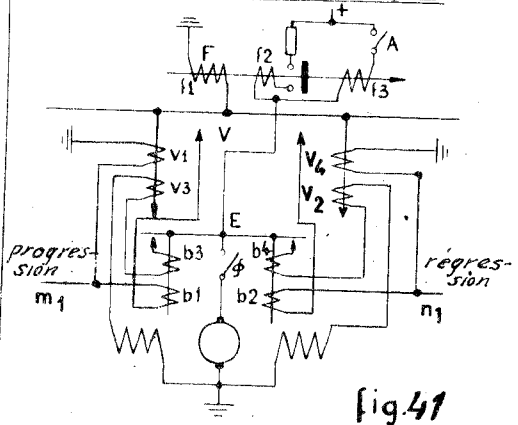 +
F
f2
A
f1
f3
V
V1
V4
V3
V2
E
progres-
sion
b3
ϕ
b4
régres-
sion
m1
b1
b2
n1
fig.41